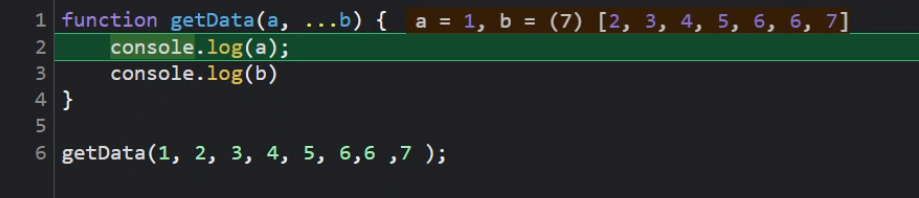 1 function getData(a, ...b) { a = 1, b = (7) [2, 3, 4, 5, 6, 6, 7]
2 console.log(a);
3 console.log(b)
4 }
5
6 getData(1, 2, 3, 4, 5, 6,6 ,7 );